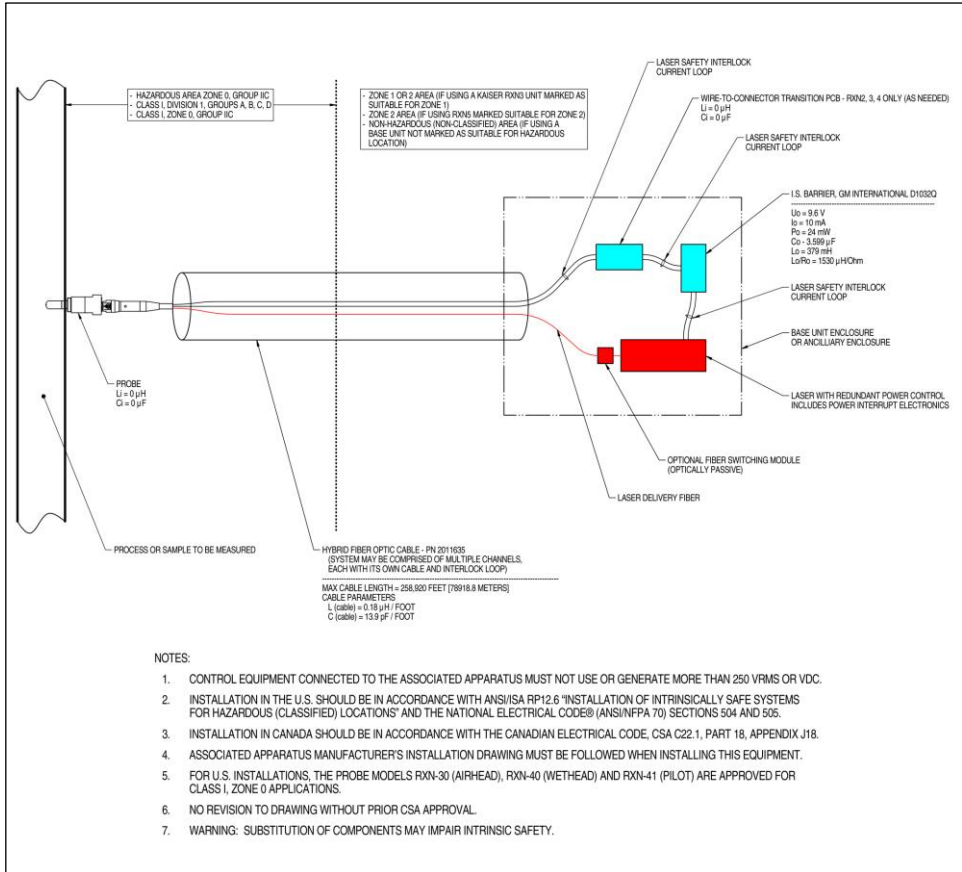 - HAZARDOUS AREA ZONE 0, GROUP IIC
- CLASS I, DIVISION 1, GROUPS A, B, C, D
- CLASS I, ZONE 0, GROUP IIC
- ZONE 1 OR 2 AREA (IF USING A KAISER RXN3 UNIT MARKED AS
SUITABLE FOR ZONE 1)
- ZONE 2 AREA (IF USING RXN5 MARKED SUITABLE FOR ZONE 2)
- NON-HAZARDOUS (NON-CLASSIFIED) AREA (IF USING A
BASE UNIT NOT MARKED AS SUITABLE FOR HAZARDOUS
LOCATION)
LASER SAFETY INTERLOCK
CURRENT LOOP
WIRE-TO-CONNECTOR TRANSITION PCB - RXN2, 3, 4 ONLY (AS NEEDED)
Li = 0 µH
Ci = 0 µF
LASER SAFETY INTERLOCK
CURRENT LOOP
I.S. BARRIER, GM INTERNATIONAL D1032Q
Uo = 9.6 V
Io = 10 mA
Po = 24 mW
Co - 3.599 µF
Lo = 379 mH
Lo/Ro = 1530 µH/Ohm
LASER SAFETY INTERLOCK
CURRENT LOOP
BASE UNIT ENCLOSURE
OR ANCILLIARY ENCLOSURE
PROBE
Li = 0 µH
Ci = 0 µF
LASER WITH REDUNDANT POWER CONTROL
INCLUDES POWER INTERRUPT ELECTRONICS
OPTIONAL FIBER SWITCHING MODULE
(OPTICALLY PASSIVE)
LASER DELIVERY FIBER
PROCESS OR SAMPLE TO BE MEASURED
HYBRID FIBER OPTIC CABLE - PN 2011635
(SYSTEM MAY BE COMPRISED OF MULTIPLE CHANNELS,
EACH WITH ITS OWN CABLE AND INTERLOCK LOOP)
MAX CABLE LENGTH = 258,920 FEET [78918.8 METERS]
CABLE PARAMETERS
L (cable) = 0.18 µH / FOOT
C (cable) = 13.9 pF / FOOT
NOTES:
1. CONTROL EQUIPMENT CONNECTED TO THE ASSOCIATED APPARATUS MUST NOT USE OR GENERATE MORE THAN 250 VRMS OR VDC.
2. INSTALLATION IN THE U.S. SHOULD BE IN ACCORDANCE WITH ANSI/ISA RP12.6 "INSTALLATION OF INTRINSICALLY SAFE SYSTEMS
FOR HAZARDOUS (CLASSIFIED) LOCATIONS" AND THE NATIONAL ELECTRICAL CODE® (ANSI/NFPA 70) SECTIONS 504 AND 505.
3. INSTALLATION IN CANADA SHOULD BE IN ACCORDANCE WITH THE CANADIAN ELECTRICAL CODE, CSA C22.1, PART 18, APPENDIX J18.
4. ASSOCIATED APPARATUS MANUFACTURER'S INSTALLATION DRAWING MUST BE FOLLOWED WHEN INSTALLING THIS EQUIPMENT.
5. FOR U.S. INSTALLATIONS, THE PROBE MODELS RXN-30 (AIRHEAD), RXN-40 (WETHEAD) AND RXN-41 (PILOT) ARE APPROVED FOR
CLASS I, ZONE 0 APPLICATIONS.
6. NO REVISION TO DRAWING WITHOUT PRIOR CSA APPROVAL.
7. WARNING: SUBSTITUTION OF COMPONENTS MAY IMPAIR INTRINSIC SAFETY.